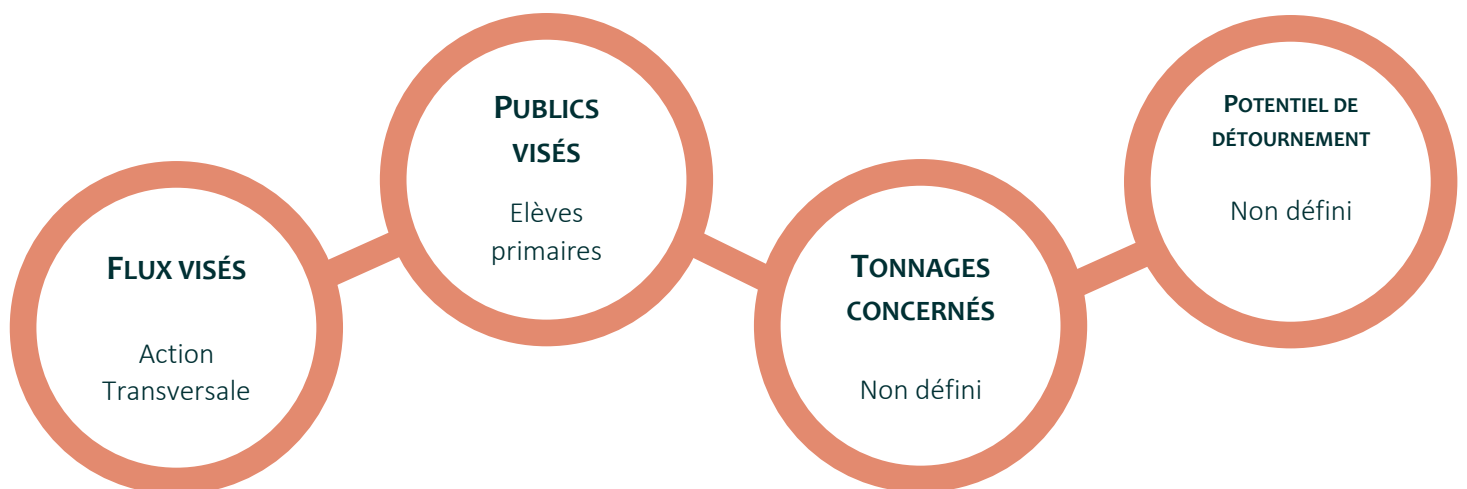 FLUX VISÉS
Action
Transversale
PUBLICS
VISÉS
Elèves
primaires
TONNAGES
CONCERNÉS
Non défini
POTENTIEL DE
DÉTOURNEMENT
Non défini